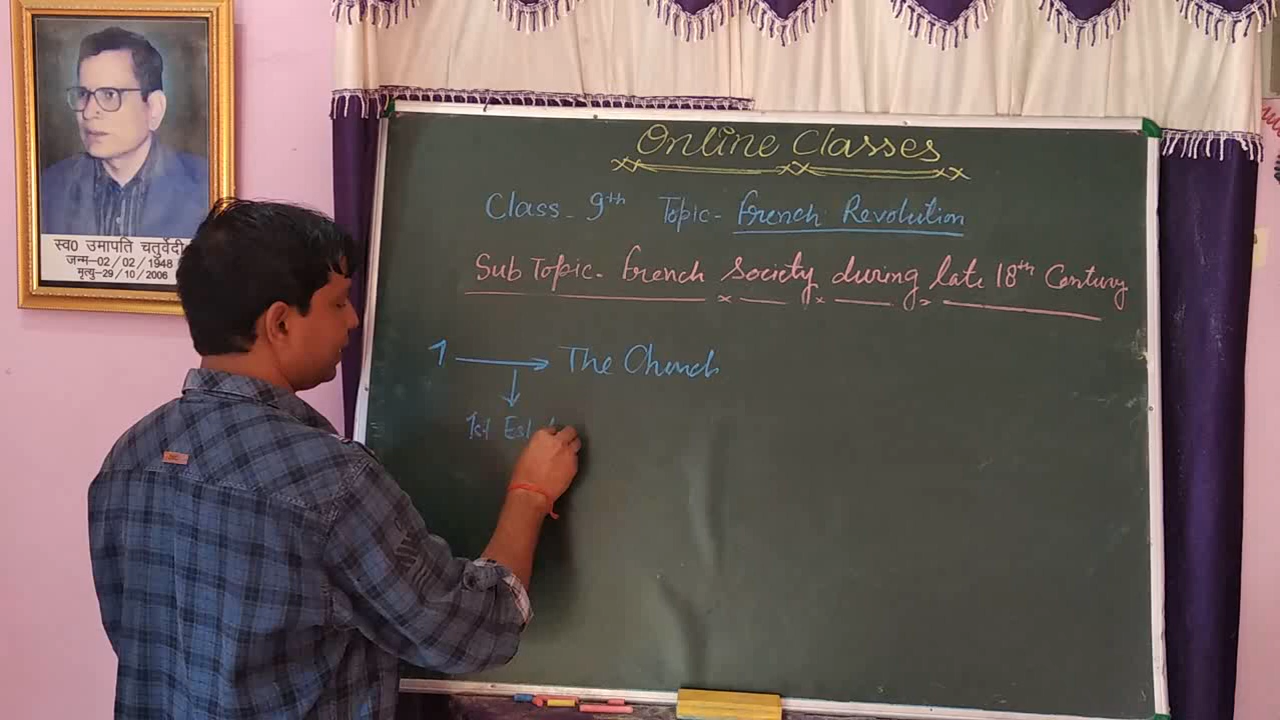 स्व0 उमापति चतुर्वेदी
जन्म-02/02/1948
मृत्यु-29/10/2006
Online Classes
Class - 9th Topic- French Revolution
Sub Topic- French Society during late 18th Century
1 → The Church
1st